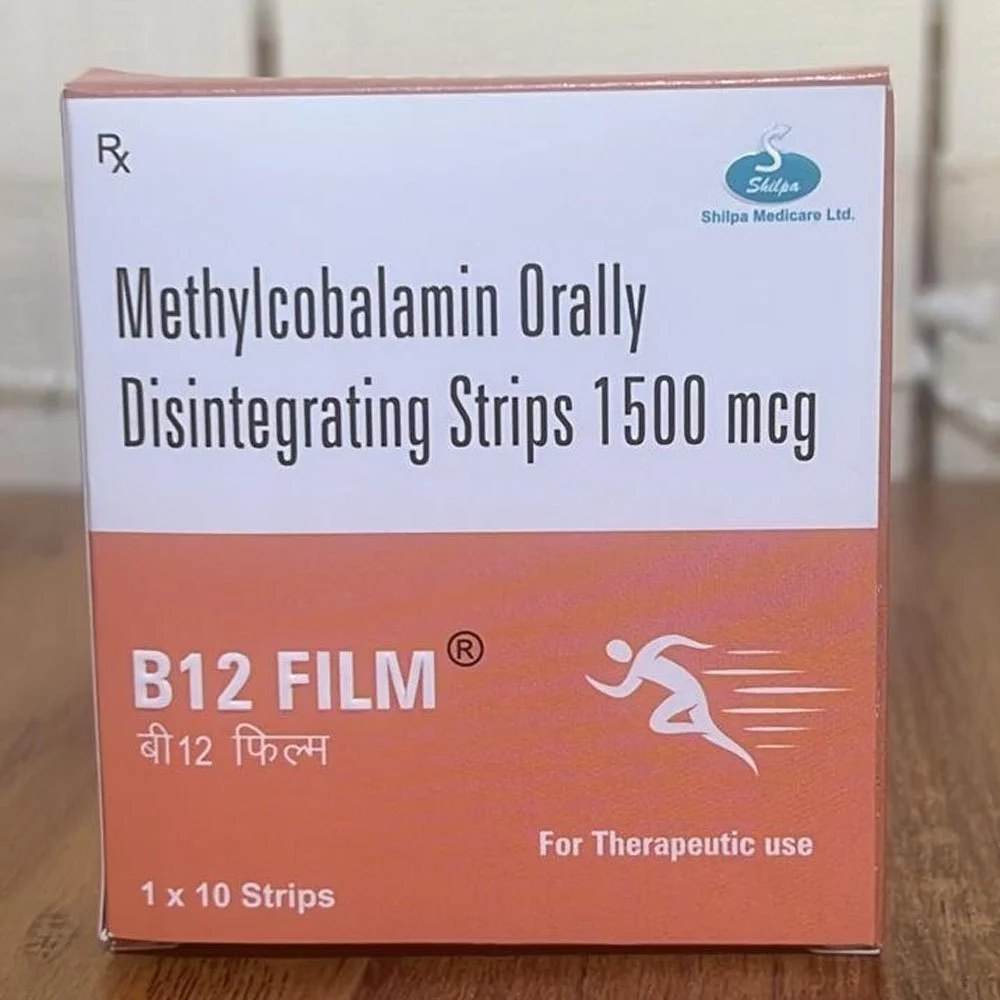 Rx
Shilpa
Shilpa Medicare Ltd.
Methylcobalamin Orally
Disintegrating Strips 1500 mcg
B12 FILM®
बी12 फिल्म
For Therapeutic use
1 x 10 Strips